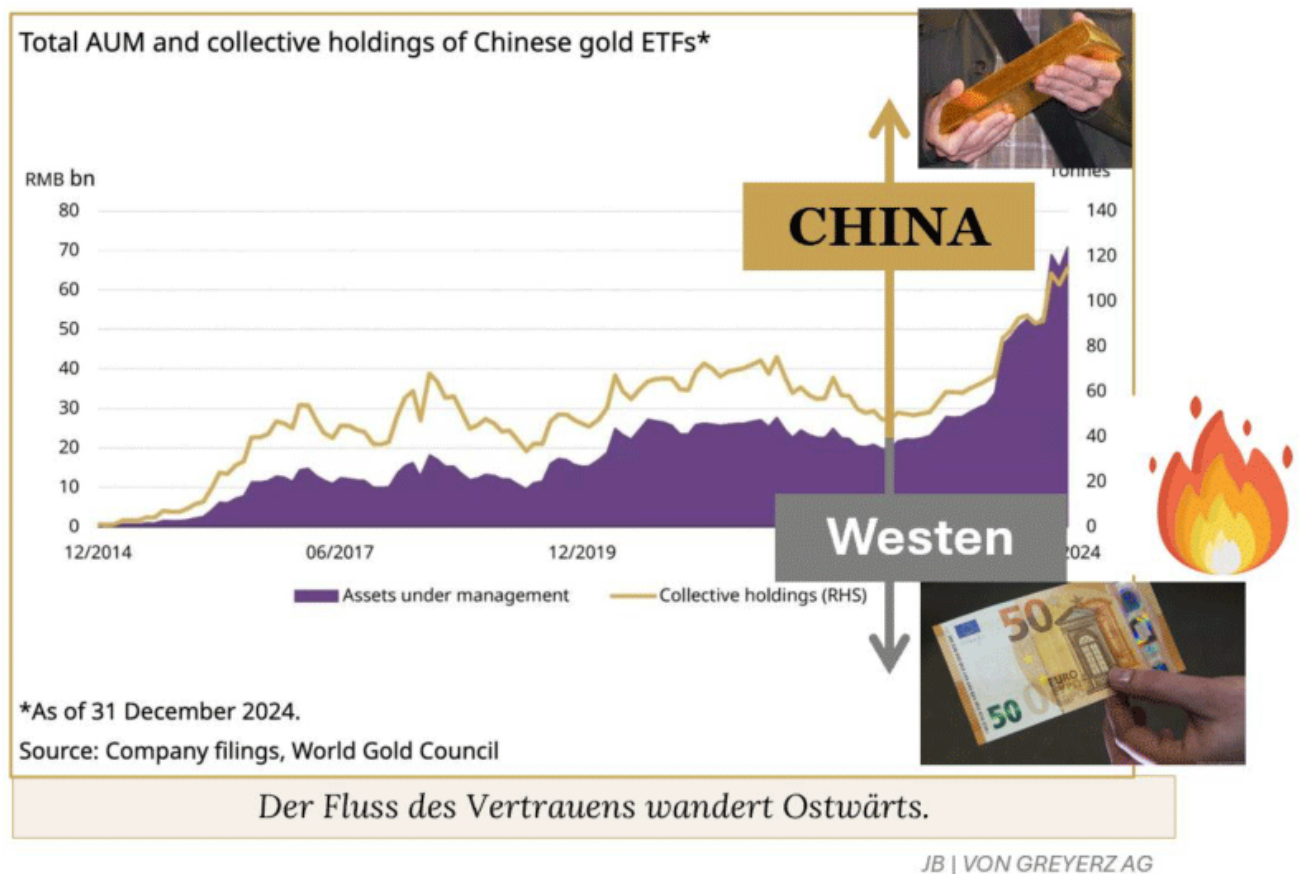 Total AUM and collective holdings of Chinese gold ETFs*
RMB bn
Tonnes
80
70
60
50
40
30
20
10
0
140
120
100
80
60
40
20
0
CHINA
Westen
12/2014
06/2017
12/2019
2024
Assets under management
Collective holdings (RHS)
50
EURO
50
*As of 31 December 2024.
Source: Company filings, World Gold Council
Der Fluss des Vertrauens wandert Ostwärts.
JB | VON GREYERZ AG